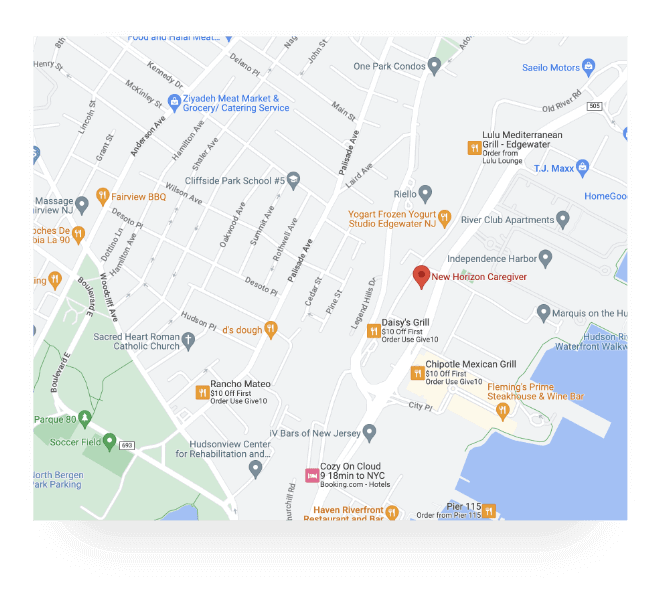 Food and Halal Meat...
8th
Nag
John St
Ado
Henry St
Kennedy Dr
Delano Pl
One Park Condos
Saeilo Motors
McKinley St
Ziyadeh Meat Market &
Grocery/ Catering Service
Main St
Old River Rd
505
Lincoln St
Grant St
Anderson Ave
Hamilton Ave
Shaler Ave
Palisade Ave
Lulu Mediterranean
Grill - Edgewater
Order from
Lulu Lounge
Laird Ave
T.J. Maxx
Cliffside Park School #5
Wilson Ave
Riello
HomeGoo
Massage
irview NJ
Fairview BBQ
Desoto Pl
Oakwood Ave
Summit Ave
Rothwell Ave
Yogart Frozen Yogurt
Studio Edgewater NJ
River Club Apartments
oches De
bia La 90
Dottino Ln
Hamilton Ave
Palisade Ave
Independence Harbor
ing
Boulevard E
Woodcliff Ave
Desoto Pl
Cedar St
Pine St
Legend Hills Dr
New Horizon Caregiver
Hudson Pl
d's dough
Daisy's Grill
$10 Off First
Order Use Give10
Marquis on the Hu
Sacred Heart Roman
Catholic Church
Hudson Ri
Waterfront Walkw
Boulevard E
Rancho Mateo
$10 Off First
Order Use Give10
Chipotle Mexican Grill
$10 Off First
Order Use Give10
Fleming's Prime
Steakhouse & Wine Bar
City Pl
Parque 80
Soccer Field
693
iV Bars of New Jersey
Hudsonview Center
for Rehabilitation and...
Cozy On Cloud
9 18min to NYC
Booking.com - Hotels
North Bergen
Park Parking
hurchill Rd
Haven Riverfront
Restaurant and Bar
Pier 115
Order from Pier 115